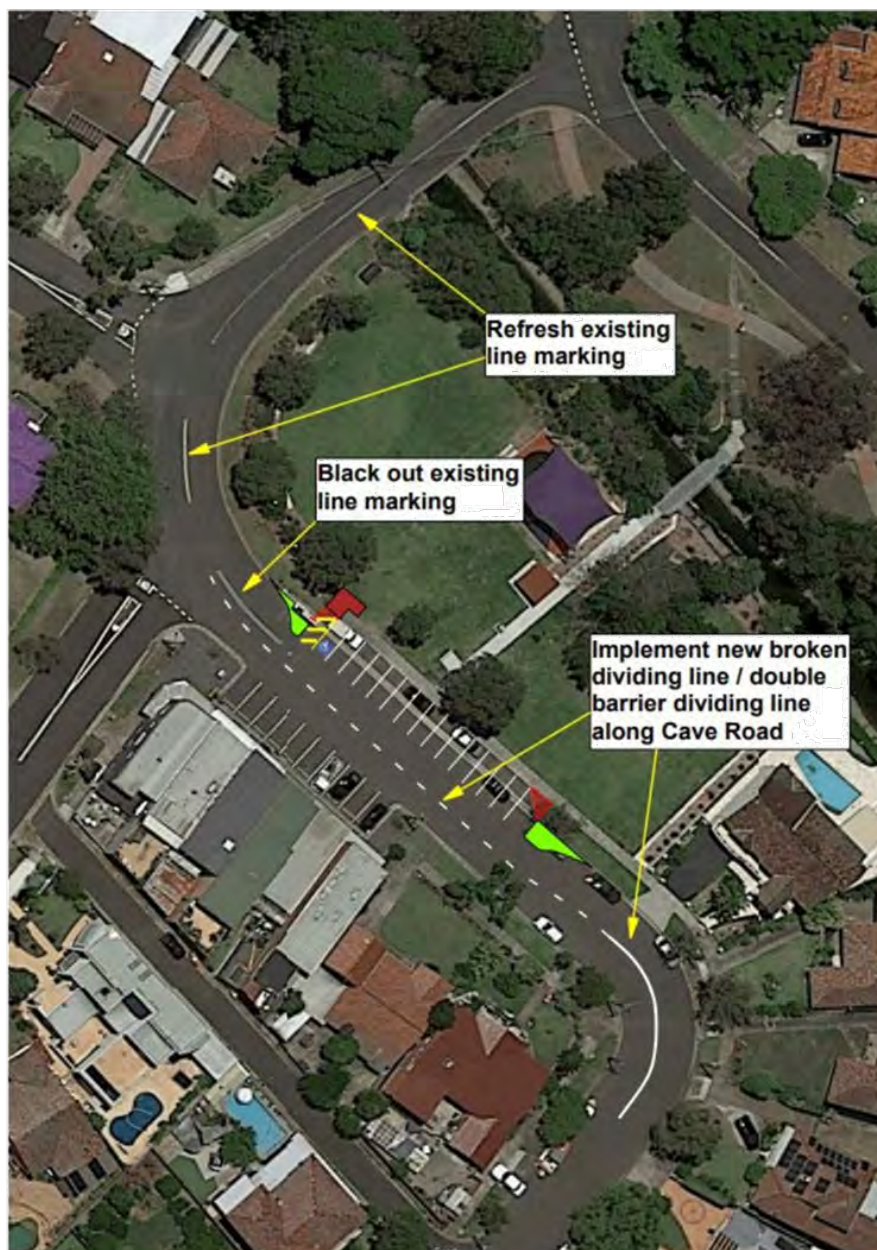 Refresh existing
line marking
Black out existing
line marking
Implement new broken
dividing line / double
barrier dividing line
along Cave Road